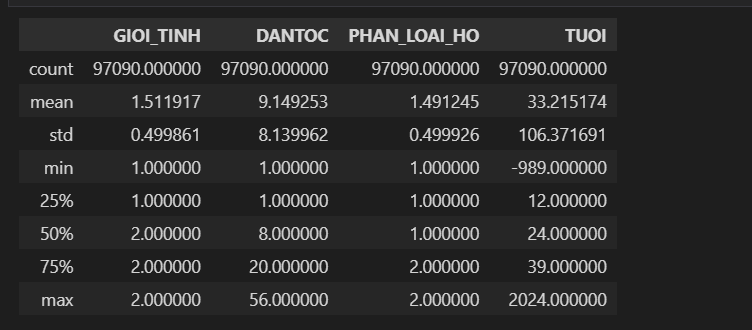 GIOI_TINH DANTOC PHAN_LOAI_HO TUOI
count 97090.000000 97090.000000 97090.000000 97090.000000
mean 1.511917 9.149253 1.491245 33.215174
std 0.499861 8.139962 0.499926 106.371691
min 1.000000 1.000000 1.000000 -989.000000
25% 1.000000 1.000000 1.000000 12.000000
50% 2.000000 8.000000 1.000000 24.000000
75% 2.000000 20.000000 2.000000 39.000000
max 2.000000 56.000000 2.000000 2024.000000